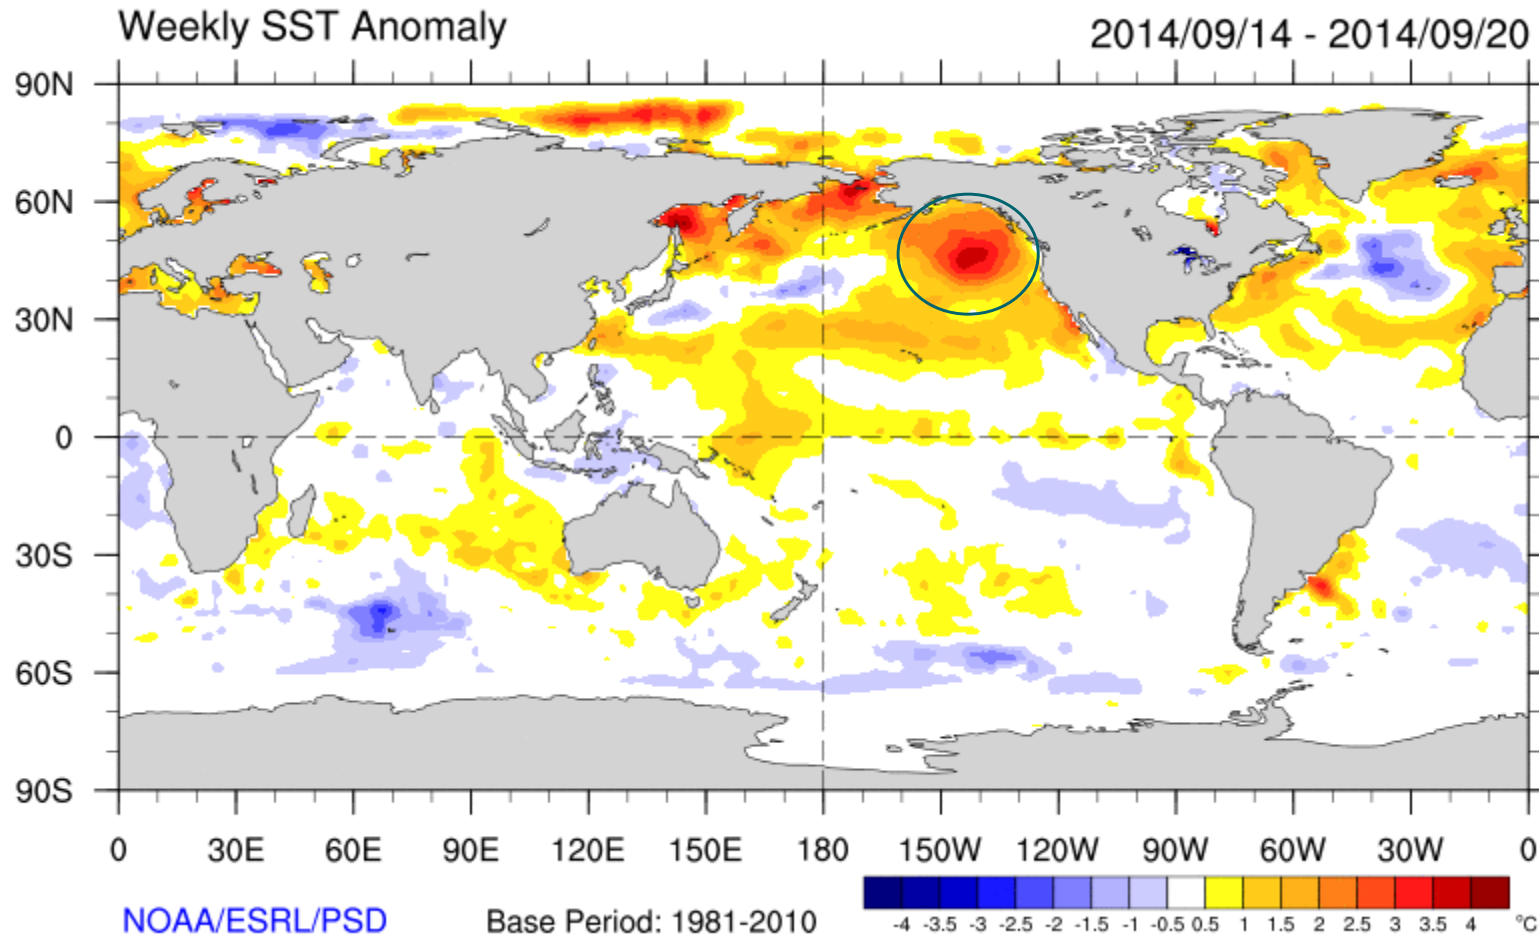 Weekly SST Anomaly
2014/09/14 - 2014/09/20
90N
60N
30N
0
30S
60S
90S
0 30E 60E 90E 120E 150E 180 150W 120W 90W 60W 30W 0
-4 -3.5 -3 -2.5 -2 -1.5 -1 -0.5 0.5 1 1.5 2 2.5 3 3.5 4 °C
NOAA/ESRL/PSD
Base Period: 1981-2010